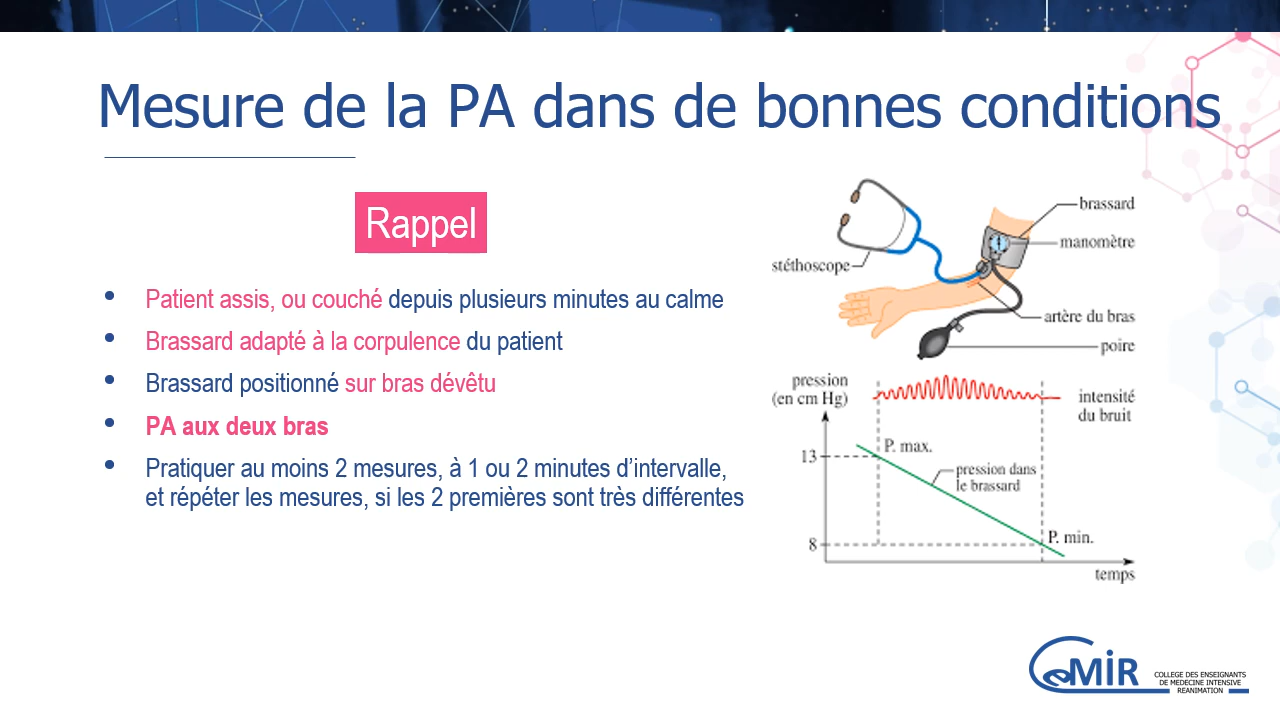 Mesure de la PA dans de bonnes conditions
Rappel
• Patient assis, ou couché depuis plusieurs minutes au calme
• Brassard adapté à la corpulence du patient
• Brassard positionné sur bras dévêtu
• PA aux deux bras
• Pratiquer au moins 2 mesures, à 1 ou 2 minutes d’intervalle,
et répéter les mesures, si les 2 premières sont très différentes
brassard
manomètre
stéthoscope
artère du bras
poire
pression
(en cm Hg)
intensité
du bruit
P. max.
13
pression dans
le brassard
8
P. min.
temps
CeMIR
COLLEGE DES ENSEIGNANTS
DE MEDECINE INTENSIVE
REANIMATION